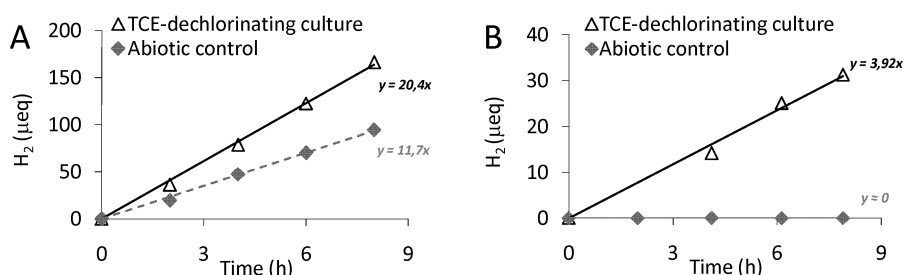 A
TCE-dechlorinating culture
Abiotic control
200
150
100
50
0
H2 (µeq)
y = 20,4x
y = 11,7x
0 3 6 9
Time (h)
B
TCE-dechlorinating culture
Abiotic control
40
30
20
10
0
H2 (µeq)
y = 3,92x
y ≈ 0
0 3 6 9
Time (h)